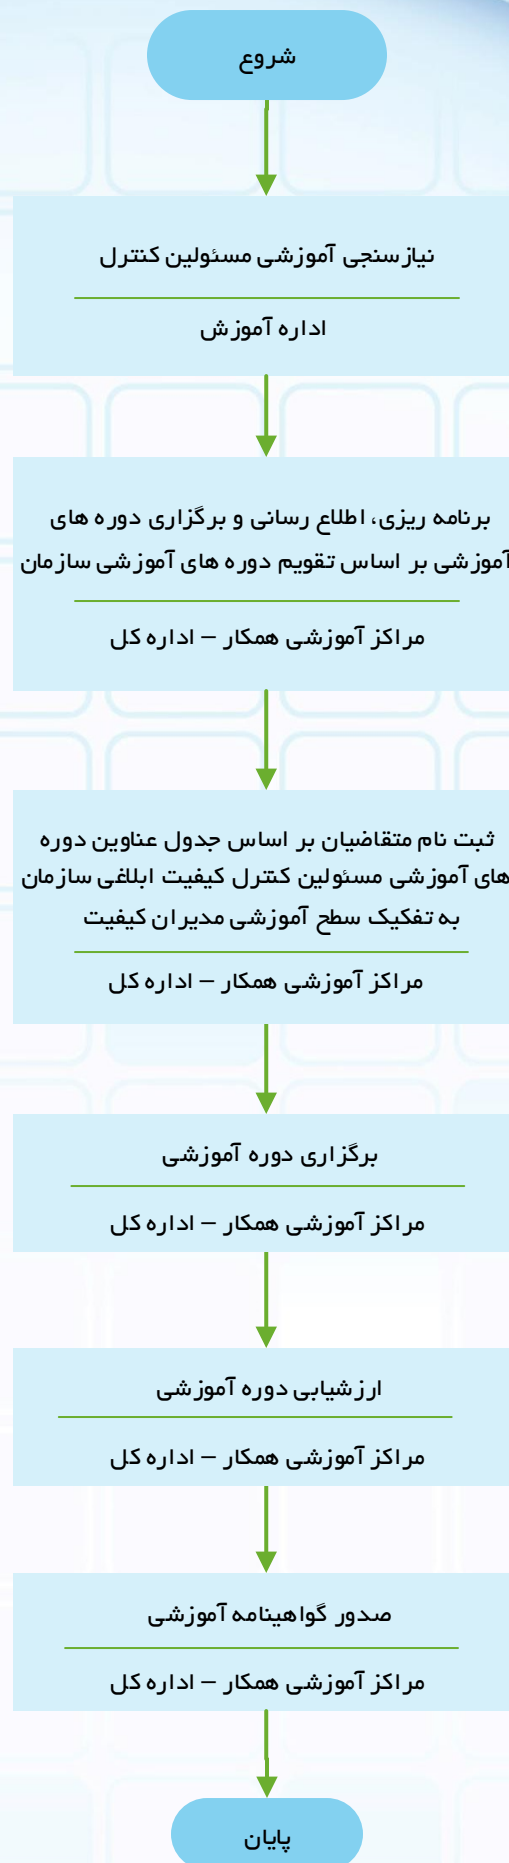 شروع
نیازسنجی آموزشی مسئولین کنترل
اداره آموزش
برنامه ریزی، اطلاع رسانی و برگزاری دوره های
آموزشی بر اساس تقویم دوره های آموزشی سازمان
مراکز آموزشی همکار – اداره کل
ثبت نام متقاضیان بر اساس جدول عناوین دوره
های آموزشی مسئولین کنترل کیفیت ابلاغی سازمان
به تفکیک سطح آموزشی مدیران کیفیت
مراکز آموزشی همکار – اداره کل
برگزاری دوره آموزشی
مراکز آموزشی همکار – اداره کل
ارزشیابی دوره آموزشی
مراکز آموزشی همکار – اداره کل
صدور گواهینامه آموزشی
مراکز آموزشی همکار – اداره کل
پایان